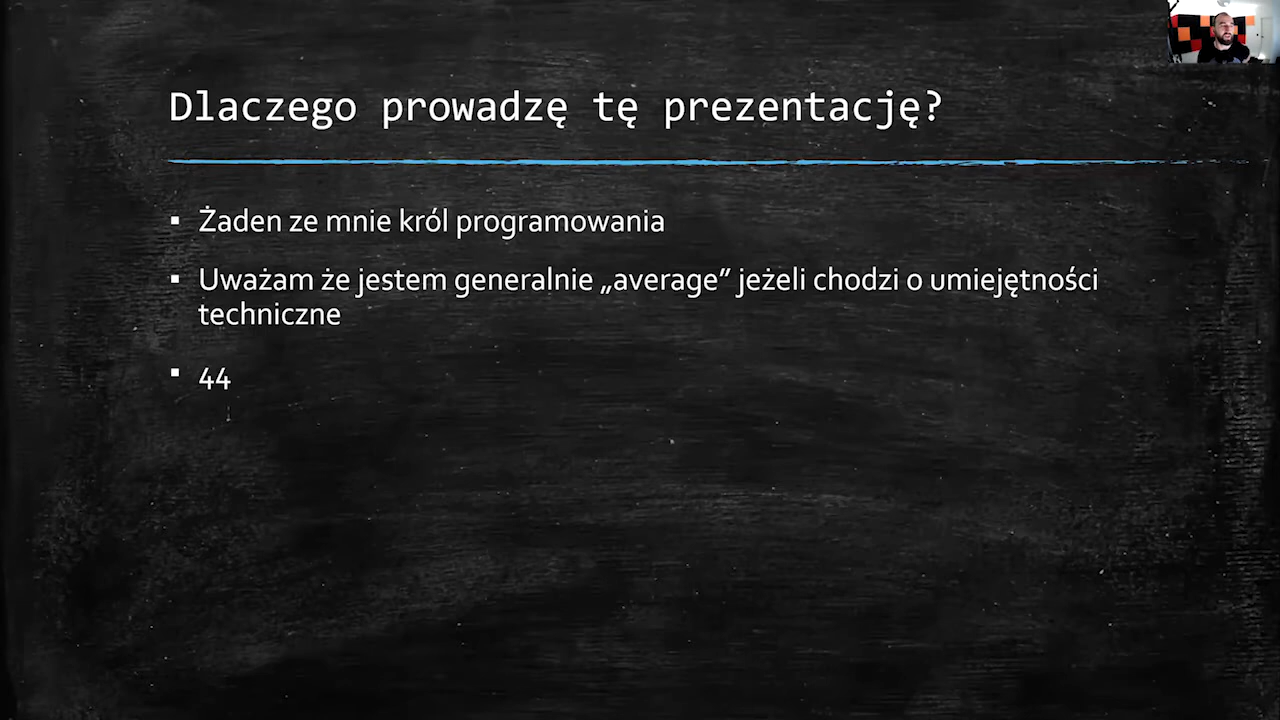 Dlaczego prowadzę tę prezentację?
▪ Żaden ze mnie król programowania
▪ Uważam że jestem generalnie „average” jeżeli chodzi o umiejętności
techniczne
▪ 44